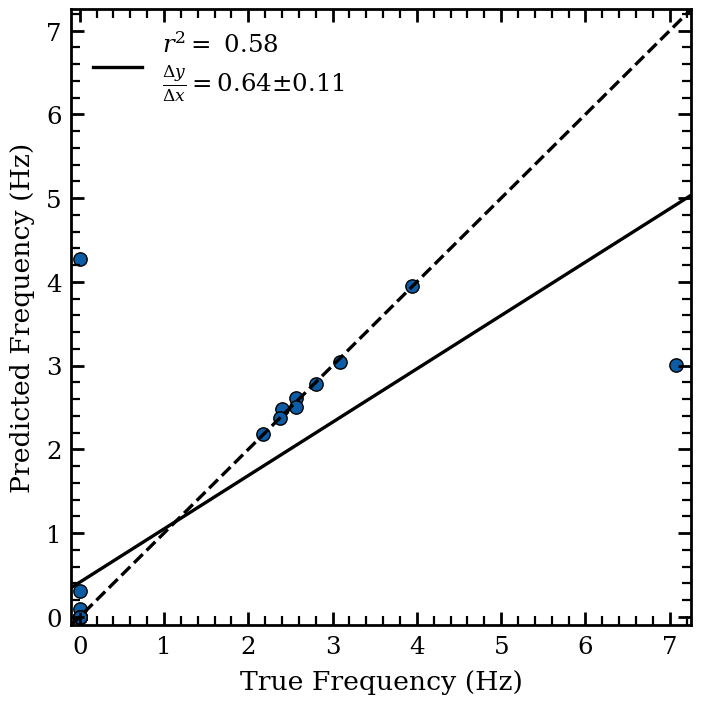 r² = 0.58
Δy/Δx = 0.64±0.11
Predicted Frequency (Hz)
7
6
5
4
3
2
1
0
0 1 2 3 4 5 6 7
True Frequency (Hz)